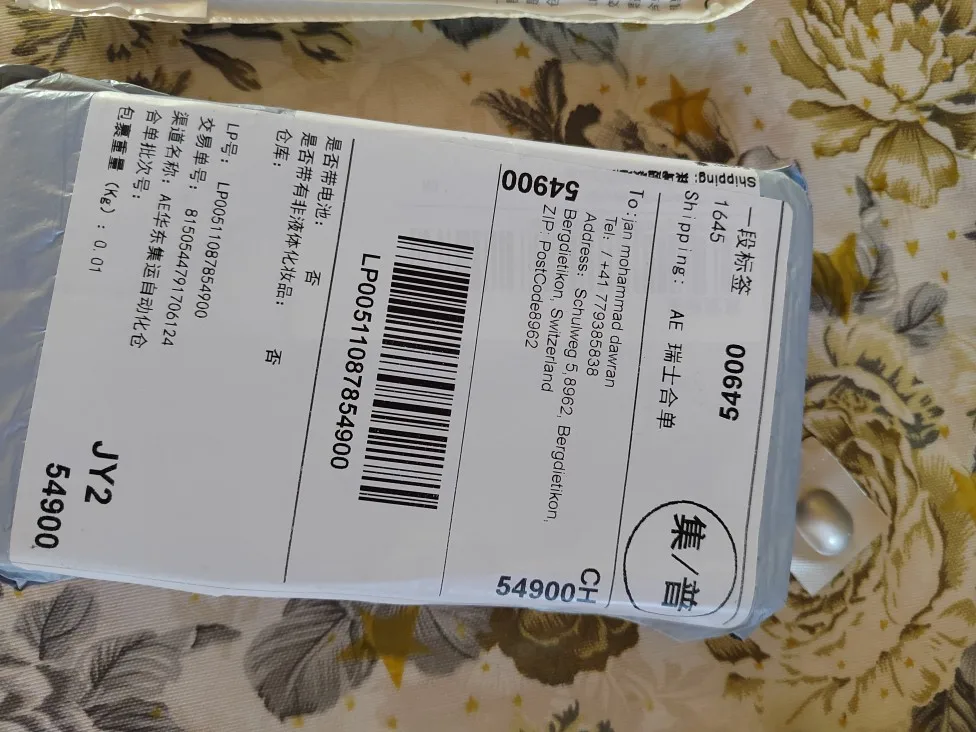 Shipping:
一段标签
1645
54900
Shipping: AE 瑞士合单
集/普
To:jan mohammad dawran
Tel: / +41 779385838
Address: Schulweg 5,8962, Bergdietikon,
Bergdietikon, Switzerland
ZIP: PostCode8962
54900
CH
54900
LP00511087854900
是否带电池: 否
是否带有非液体化妆品: 否
仓库:
LP号: LP00511087854900
交易单号: 8150544791706124
渠道名称: AE华东集运自动化仓
合单批次号:
包裹重量 (Kg) : 0.01
JY2
54900